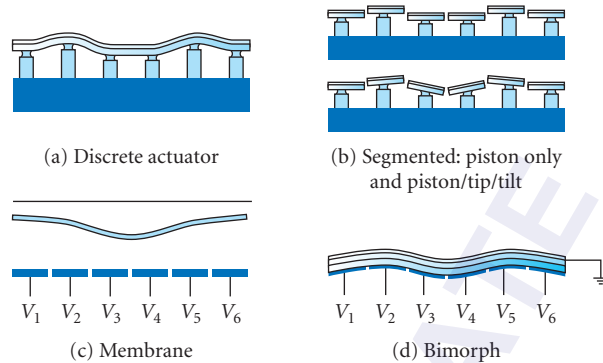 (a) Discrete actuator
(b) Segmented: piston only
and piston/tip/tilt
V1 V2 V3 V4 V5 V6
(c) Membrane
V1 V2 V3 V4 V5 V6
(d) Bimorph
ATE